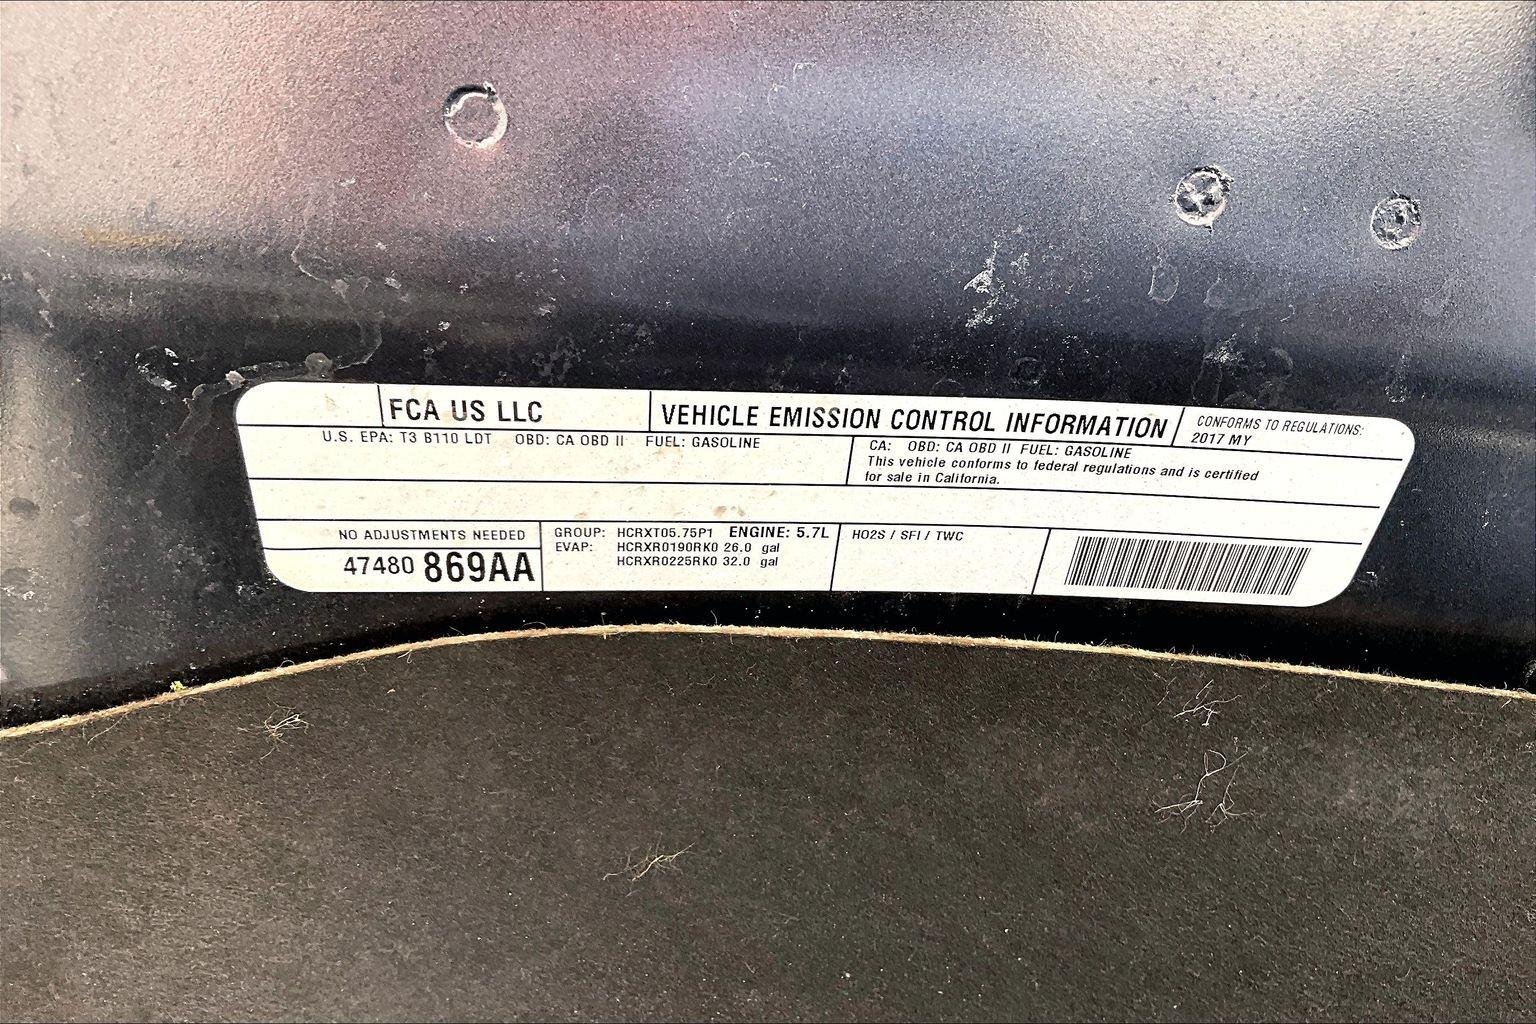 FCA US LLC
VEHICLE EMISSION CONTROL INFORMATION
CONFORMS TO REGULATIONS:
2017 MY
U.S. EPA: T3 B110 LDT OBD: CA OBD II FUEL: GASOLINE
CA: OBD: CA OBD II FUEL: GASOLINE
This vehicle conforms to federal regulations and is certified
for sale in California.
NO ADJUSTMENTS NEEDED
47480 869AA
GROUP: HCRXT05.75P1 ENGINE: 5.7L
EVAP: HCRXR0190RK0 26.0 gal
HCRXR0225RK0 32.0 gal
HO2S / SFI / TWC